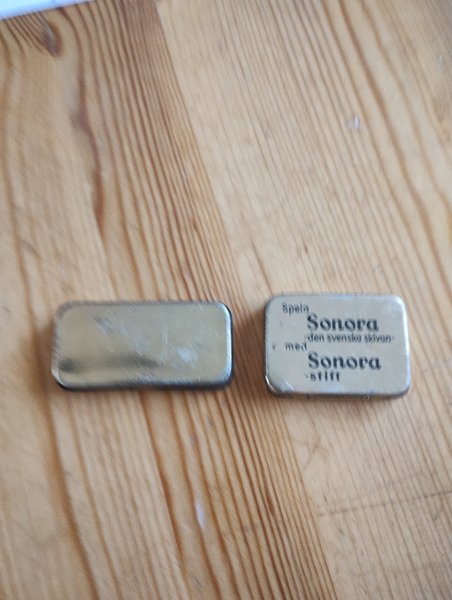 Spela
Sonora
-den svenska skivan-
med
Sonora
-stift